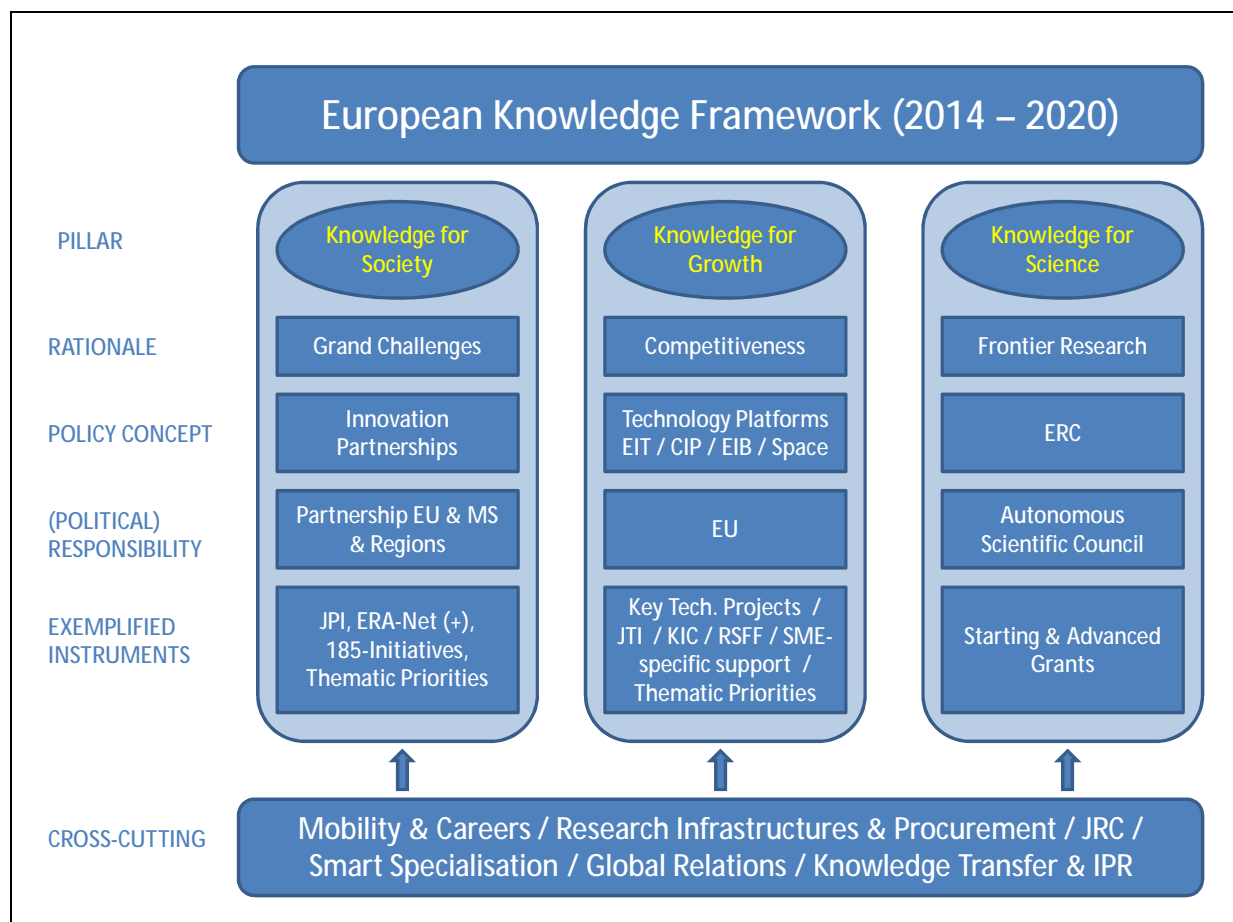 European Knowledge Framework (2014 – 2020)
PILLAR
Knowledge for
Society
Knowledge for
Growth
Knowledge for
Science
RATIONALE
Grand Challenges
Competitiveness
Frontier Research
POLICY CONCEPT
Innovation
Partnerships
Technology Platforms
EIT / CIP / EIB / Space
ERC
(POLITICAL)
RESPONSIBILITY
Partnership EU & MS
& Regions
EU
Autonomous
Scientific Council
EXEMPLIFIED
INSTRUMENTS
JPI, ERA-Net (+),
185-Initiatives,
Thematic Priorities
Key Tech. Projects /
JTI / KIC / RSFF / SME-
specific support /
Thematic Priorities
Starting & Advanced
Grants
CROSS-CUTTING
Mobility & Careers / Research Infrastructures & Procurement / JRC /
Smart Specialisation / Global Relations / Knowledge Transfer & IPR